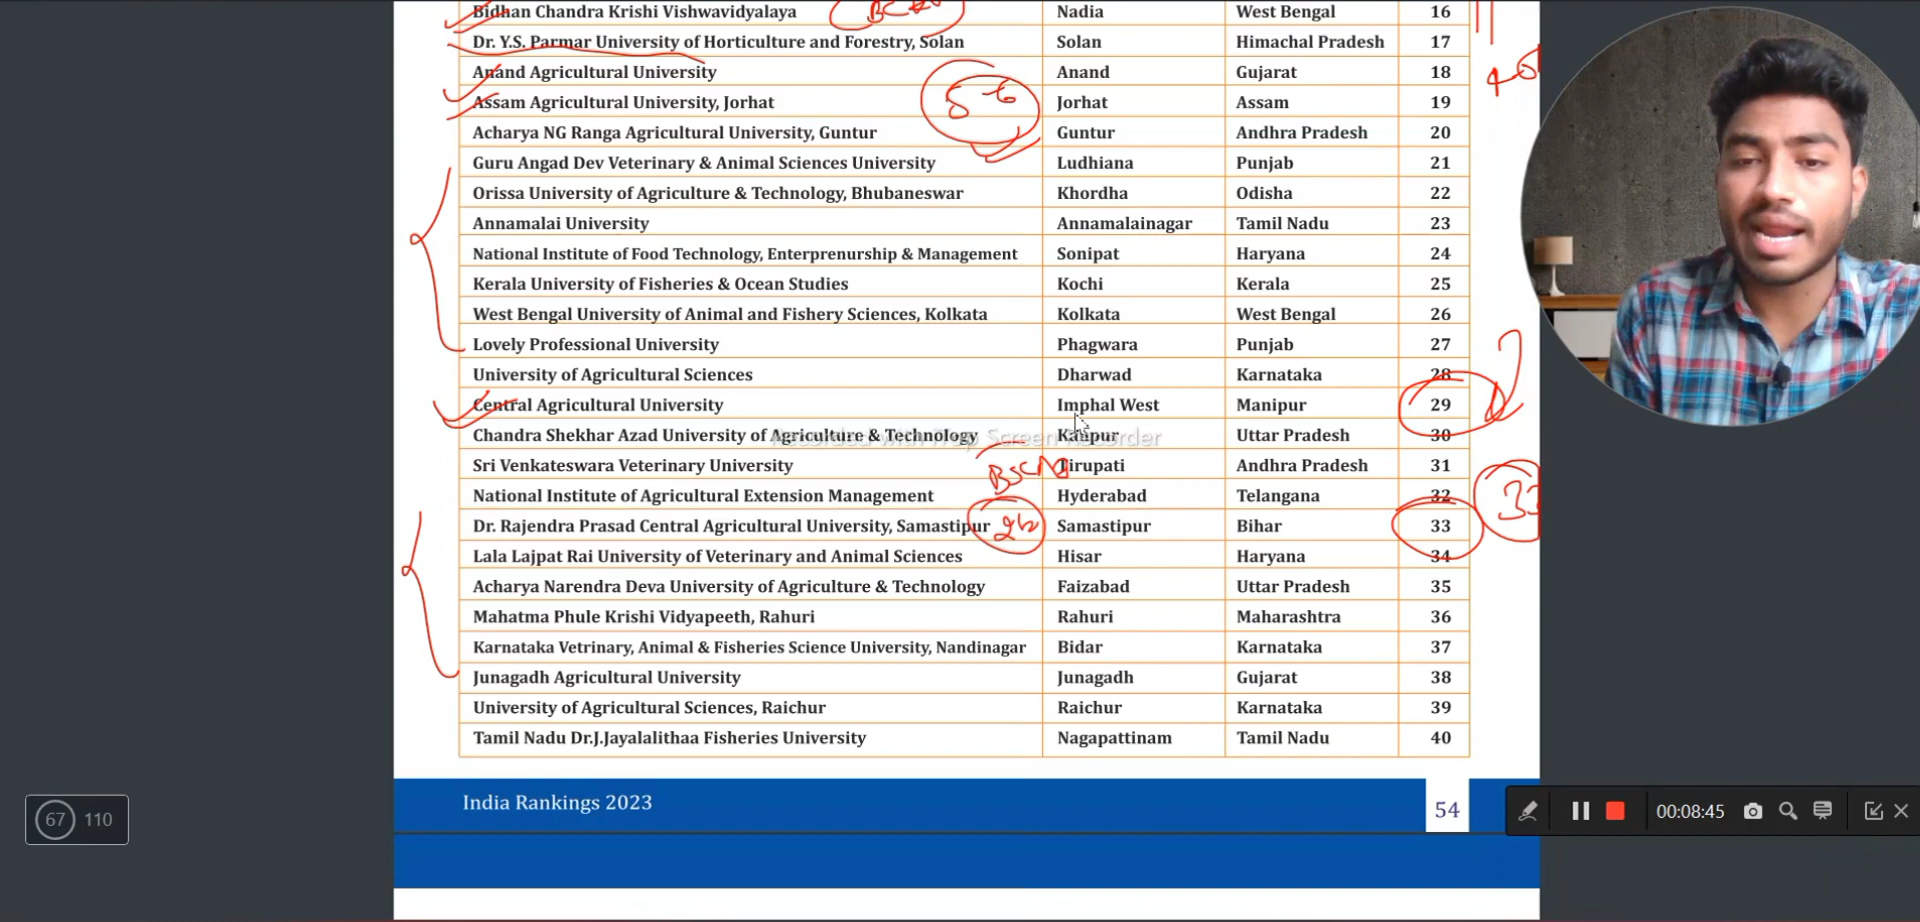 Bidhan Chandra Krishi Vishwavidyalaya Nadia West Bengal 16
Dr. Y.S. Parmar University of Horticulture and Forestry, Solan Solan Himachal Pradesh 17
Anand Agricultural University Anand Gujarat 18
Assam Agricultural University, Jorhat Jorhat Assam 19
Acharya NG Ranga Agricultural University, Guntur Guntur Andhra Pradesh 20
Guru Angad Dev Veterinary & Animal Sciences University Ludhiana Punjab 21
Orissa University of Agriculture & Technology, Bhubaneswar Khordha Odisha 22
Annamalai University Annamalainagar Tamil Nadu 23
National Institute of Food Technology, Enterprenurship & Management Sonipat Haryana 24
Kerala University of Fisheries & Ocean Studies Kochi Kerala 25
West Bengal University of Animal and Fishery Sciences, Kolkata Kolkata West Bengal 26
Lovely Professional University Phagwara Punjab 27
University of Agricultural Sciences Dharwad Karnataka 28
Central Agricultural University Imphal West Manipur 29
Chandra Shekhar Azad University of Agriculture & Technology Kanpur Uttar Pradesh 30
Recorded with iTop Screen Recorder
Sri Venkateswara Veterinary University Tirupati Andhra Pradesh 31
National Institute of Agricultural Extension Management Hyderabad Telangana 32
33
Dr. Rajendra Prasad Central Agricultural University, Samastipur Samastipur Bihar 33
Lala Lajpat Rai University of Veterinary and Animal Sciences Hisar Haryana 34
Acharya Narendra Deva University of Agriculture & Technology Faizabad Uttar Pradesh 35
Mahatma Phule Krishi Vidyapeeth, Rahuri Rahuri Maharashtra 36
Karnataka Vetrinary, Animal & Fisheries Science University, Nandinagar Bidar Karnataka 37
Junagadh Agricultural University Junagadh Gujarat 38
University of Agricultural Sciences, Raichur Raichur Karnataka 39
Tamil Nadu Dr.J.Jayalalithaa Fisheries University Nagapattinam Tamil Nadu 40
India Rankings 2023 54
67 110
00:08:45